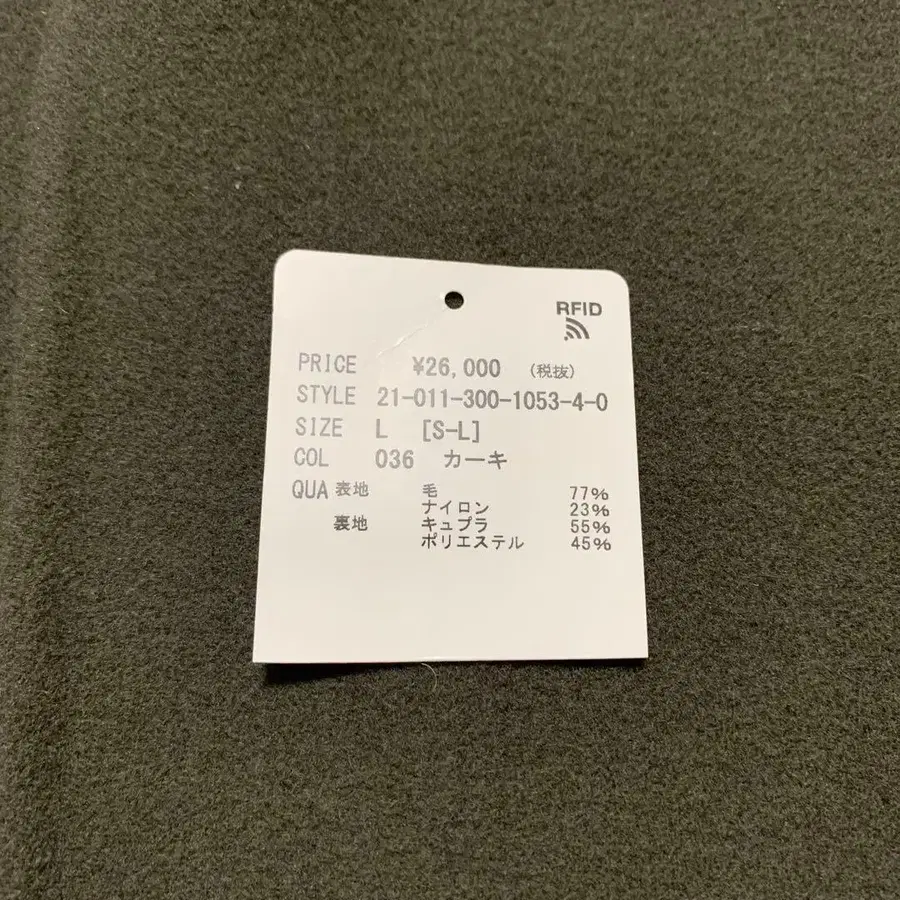 RFID
PRICE ¥26,000 (税抜)
STYLE 21-011-300-1053-4-0
SIZE L [S-L]
COL 036 カーキ
QUA 表地 毛 77%
ナイロン 23%
裏地 キュプラ 55%
ポリエステル 45%